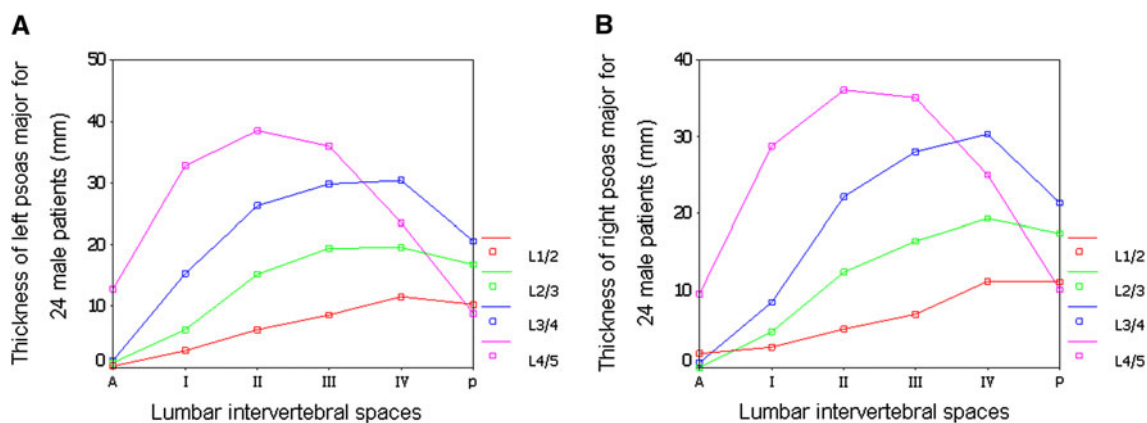 A
Thickness of left psoas major for
24 male patients (mm)
50
40
30
20
10
0
A I II III IV p
Lumbar intervertebral spaces
L1/2
L2/3
L3/4
L4/5
B
Thickness of right psoas major for
24 male patients (mm)
40
30
20
10
0
A I II III IV P
Lumbar intervertebral spaces
L1/2
L2/3
L3/4
L4/5